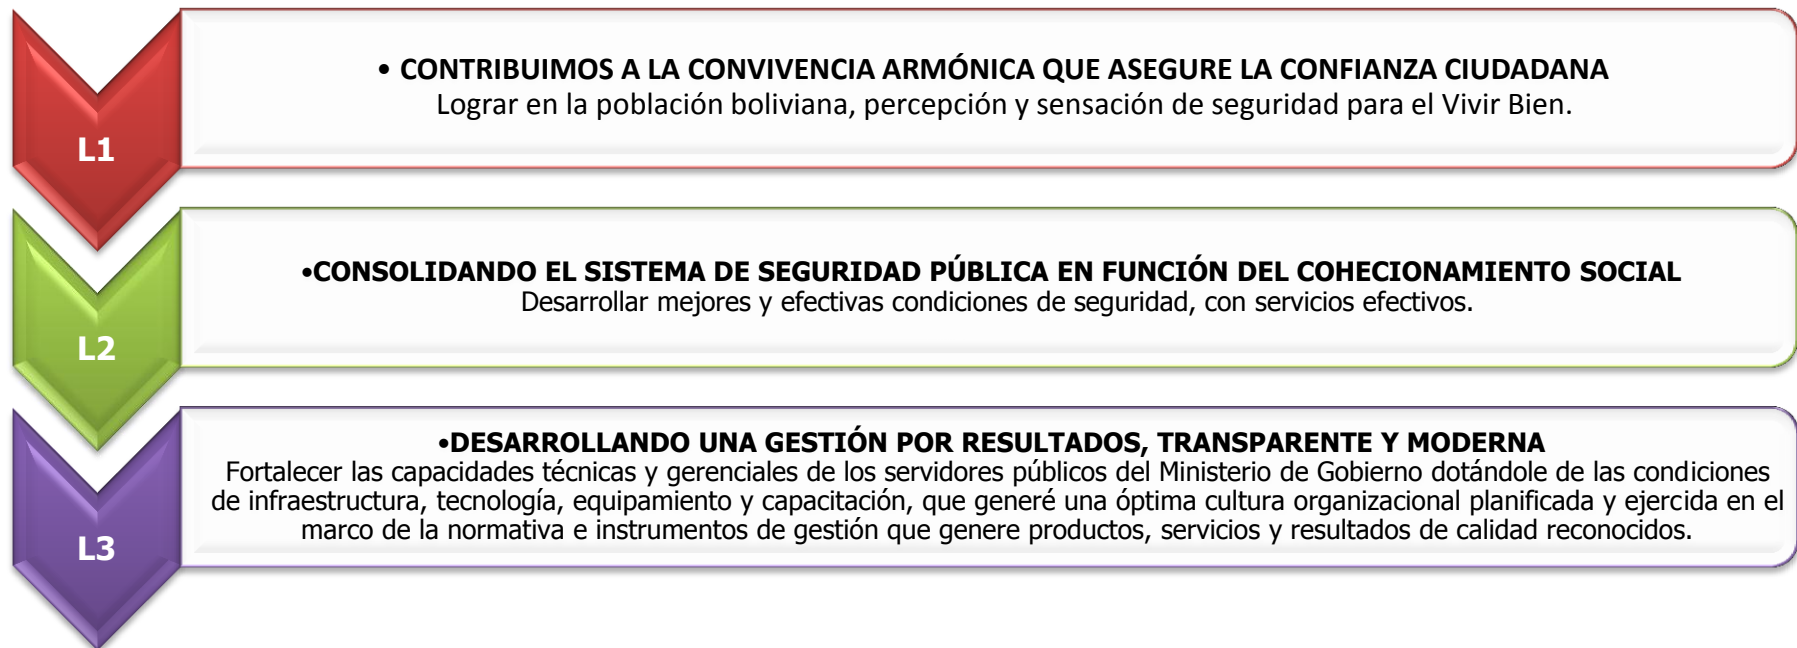 L1
• CONTRIBUIMOS A LA CONVIVENCIA ARMÓNICA QUE ASEGURE LA CONFIANZA CIUDADANA
Lograr en la población boliviana, percepción y sensación de seguridad para el Vivir Bien.
L2
•CONSOLIDANDO EL SISTEMA DE SEGURIDAD PÚBLICA EN FUNCIÓN DEL COHECIONAMIENTO SOCIAL
Desarrollar mejores y efectivas condiciones de seguridad, con servicios efectivos.
L3
•DESARROLLANDO UNA GESTIÓN POR RESULTADOS, TRANSPARENTE Y MODERNA
Fortalecer las capacidades técnicas y gerenciales de los servidores públicos del Ministerio de Gobierno dotándole de las condiciones
de infraestructura, tecnología, equipamiento y capacitación, que generé una óptima cultura organizacional planificada y ejercida en el
marco de la normativa e instrumentos de gestión que genere productos, servicios y resultados de calidad reconocidos.